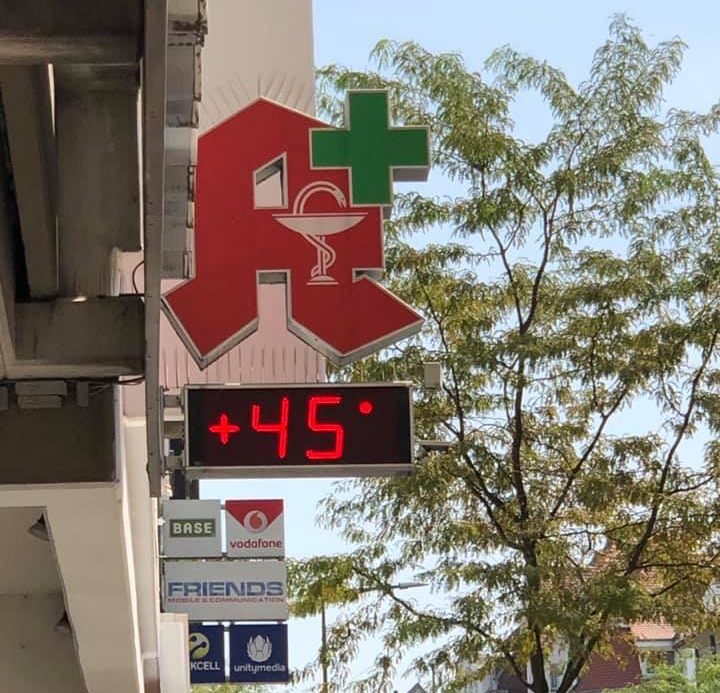 A
+45°
BASE
vodafone
FRIENDS
MOBILE & COMMUNICATION
KCELL
unitymedia